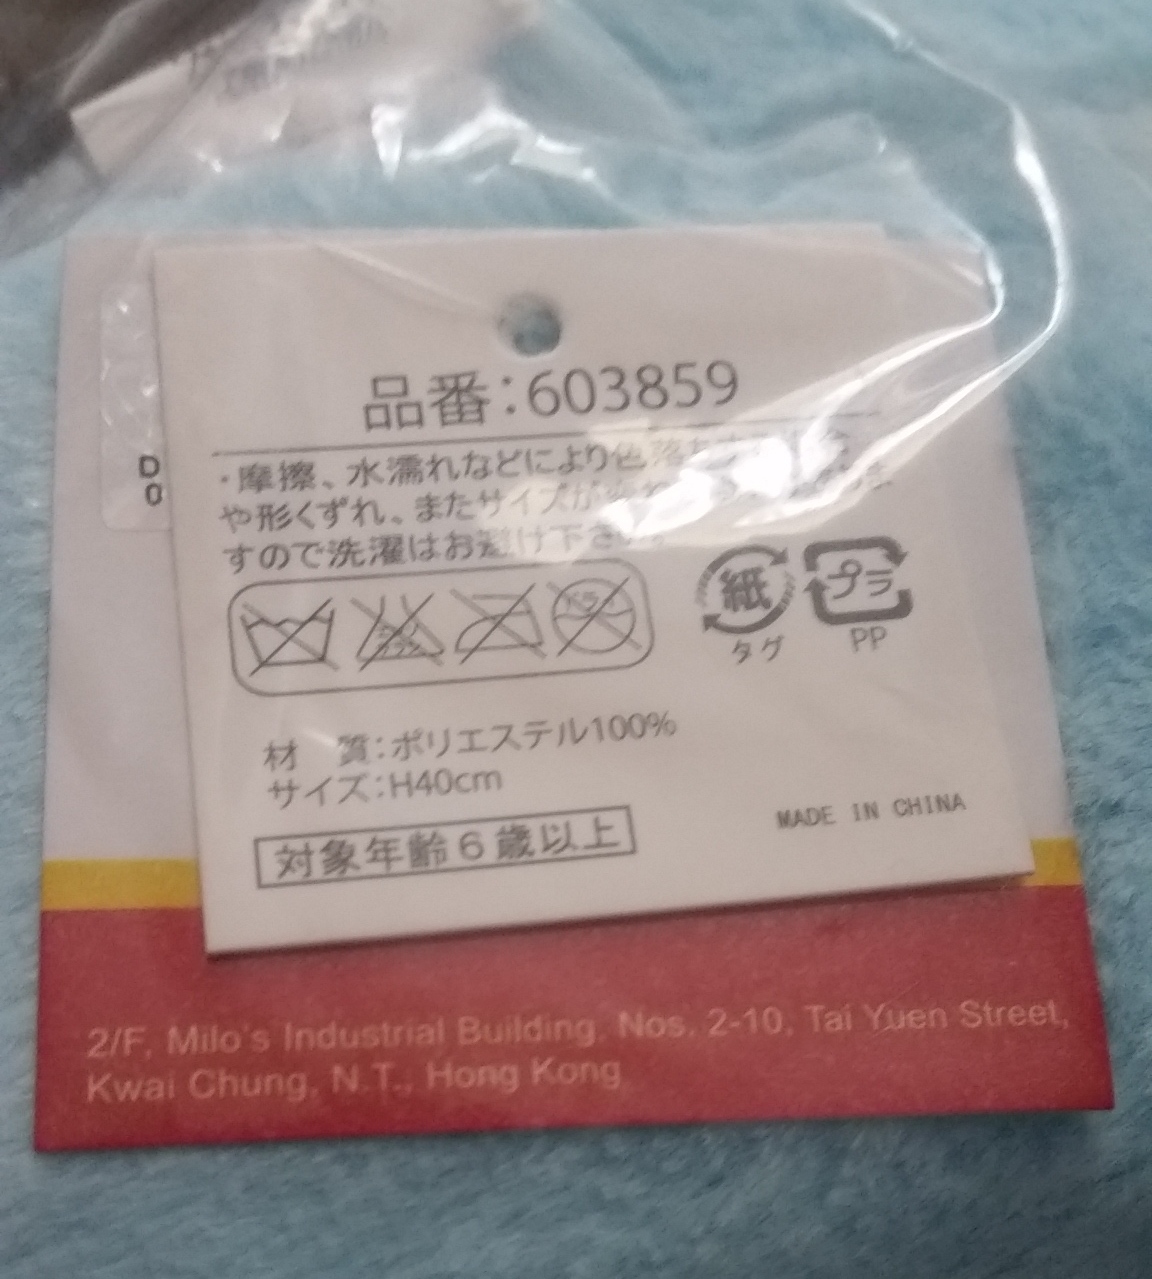 品番:603859
・摩擦、水濡れなどにより色落ち
や形くずれ、またサイズが
すので洗濯はお避け下さい。
紙
プラ
タグ
PP
材 質:ポリエステル100%
サイズ:H40cm
MADE IN CHINA
対象年齢6歳以上
D
0
2/F, Milo's Industrial Building, Nos. 2-10, Tai Yuen Street,
Kwai Chung, N.T., Hong Kong